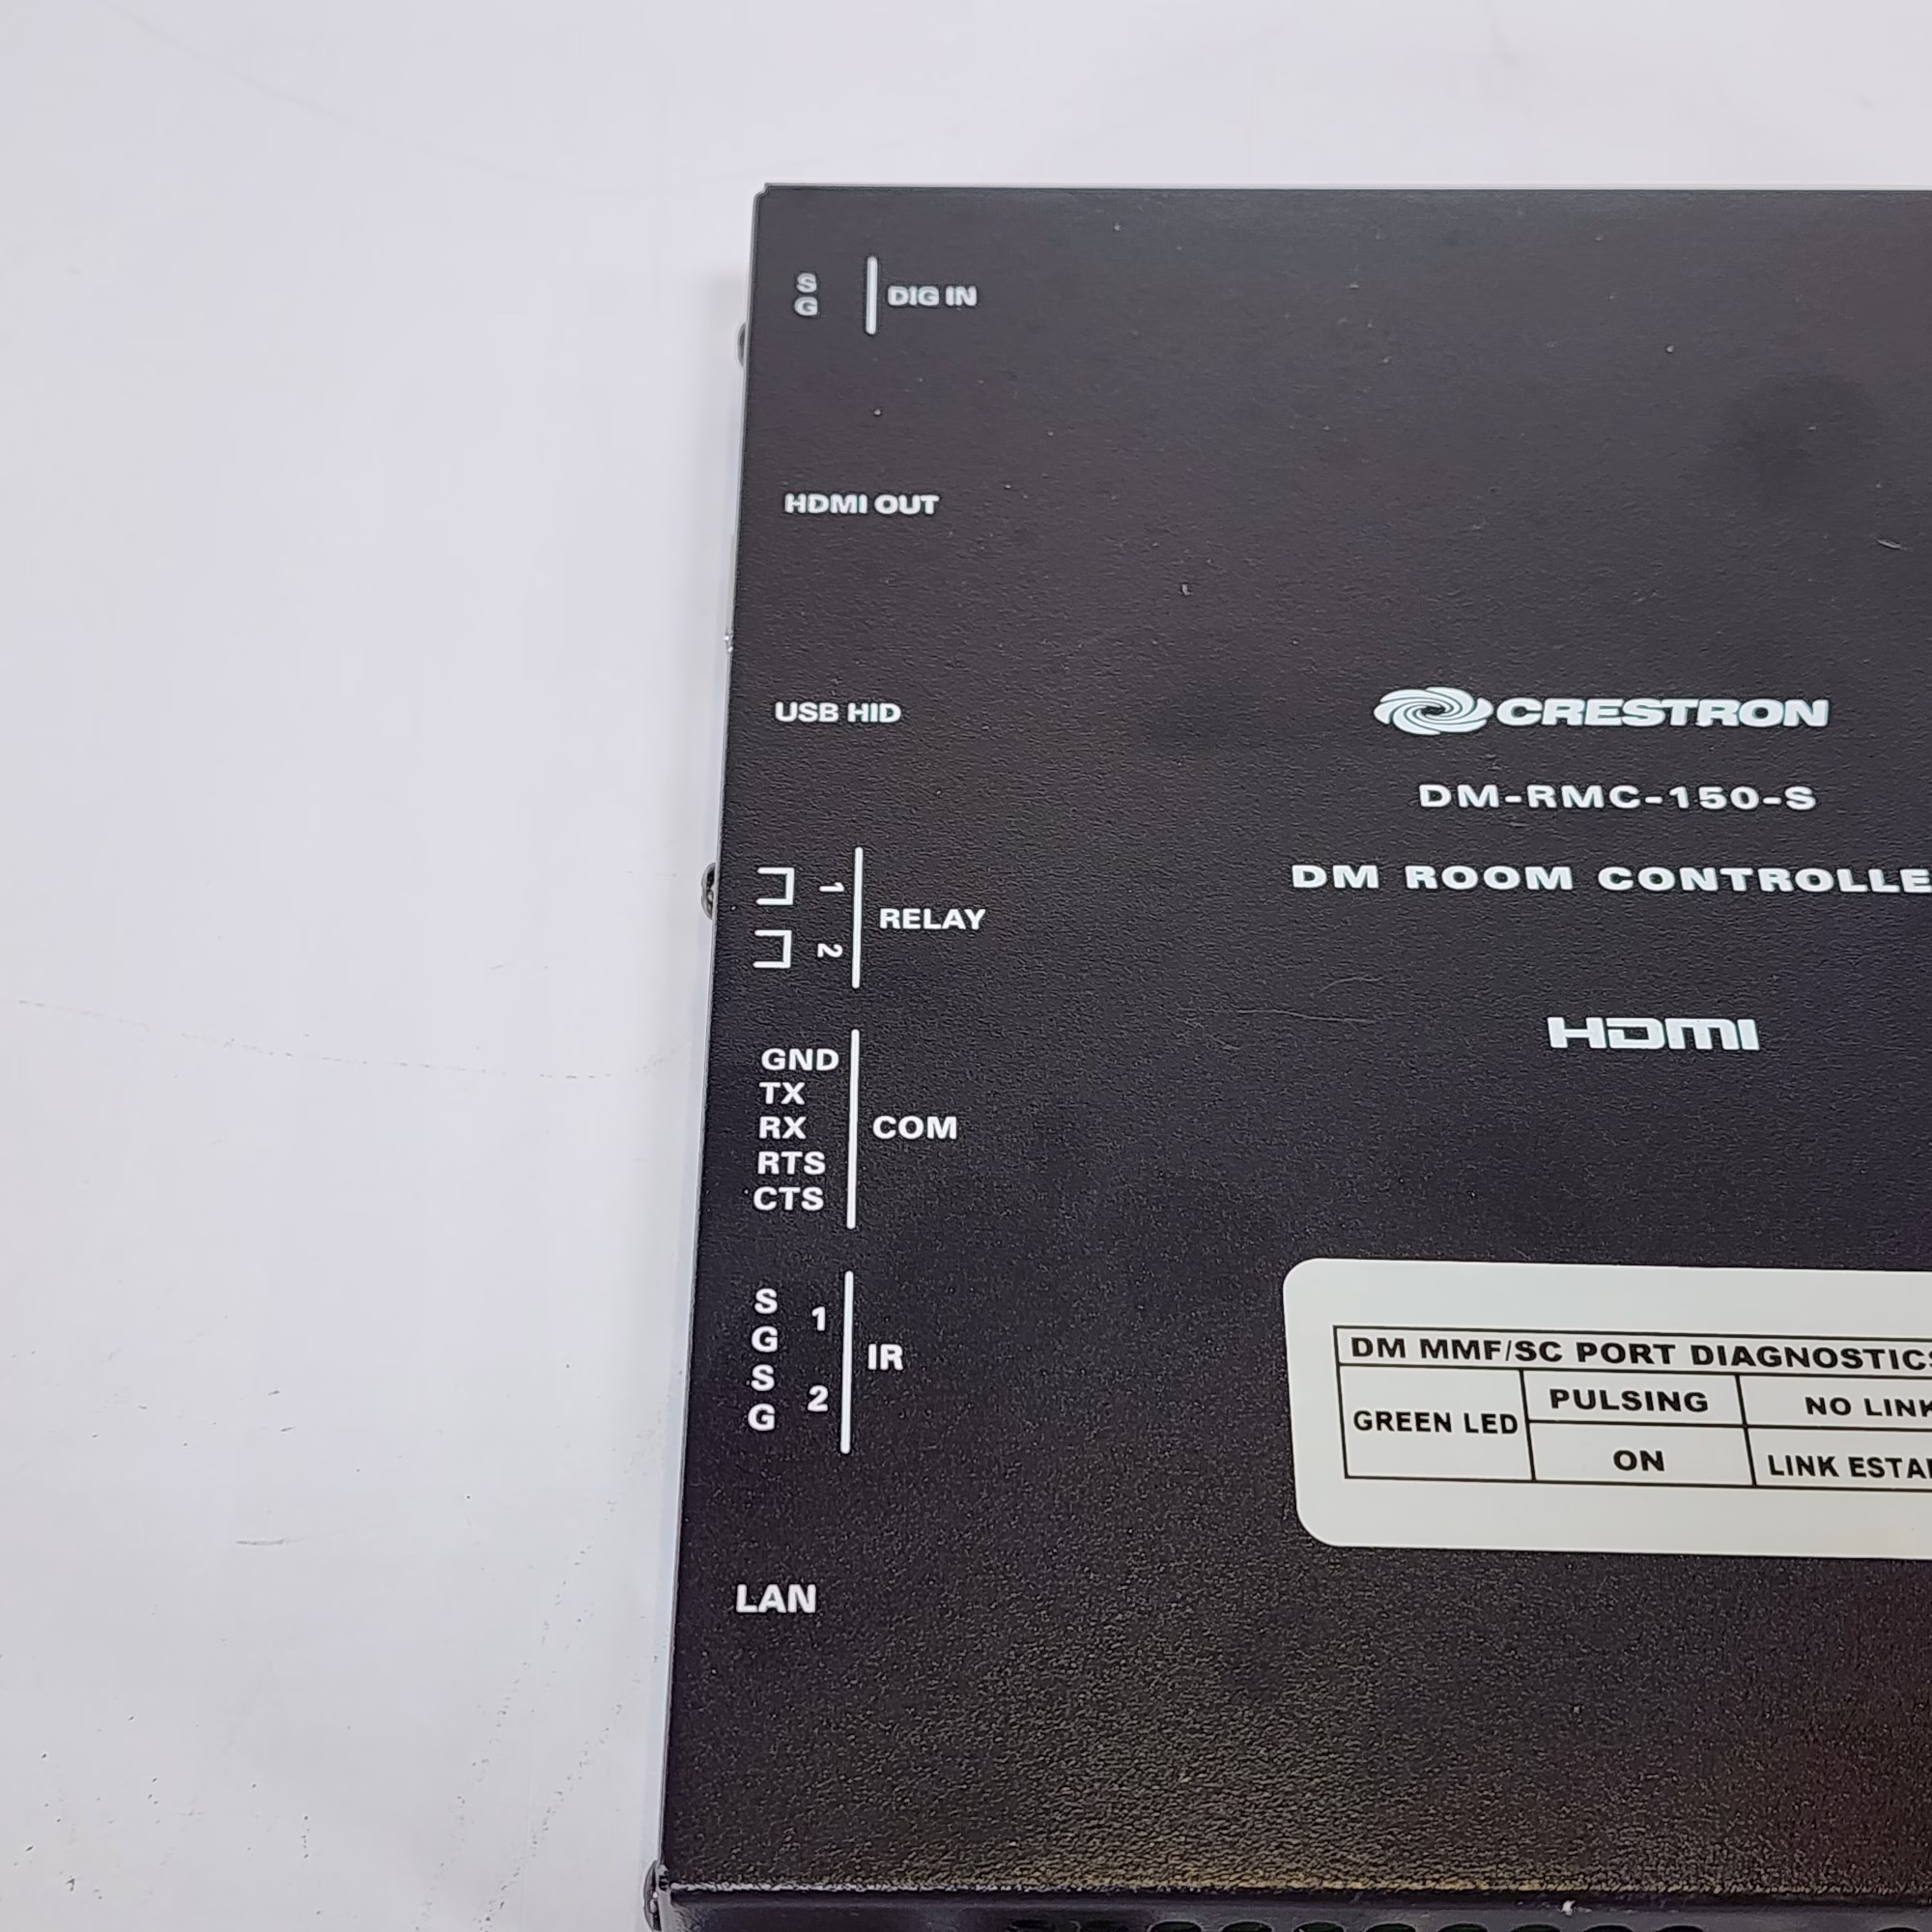 S
G
DIG IN
HDMI OUT
USB HID
CRESTRON
DM-RMC-150-S
DM ROOM CONTROLLE
1
2
RELAY
HDMI
GND
TX
RX
RTS
CTS
COM
S
G
1
S
G
2
IR
DM MMF/SC PORT DIAGNOSTICS
GREEN LED
PULSING
NO LINK
ON
LINK ESTA
LAN